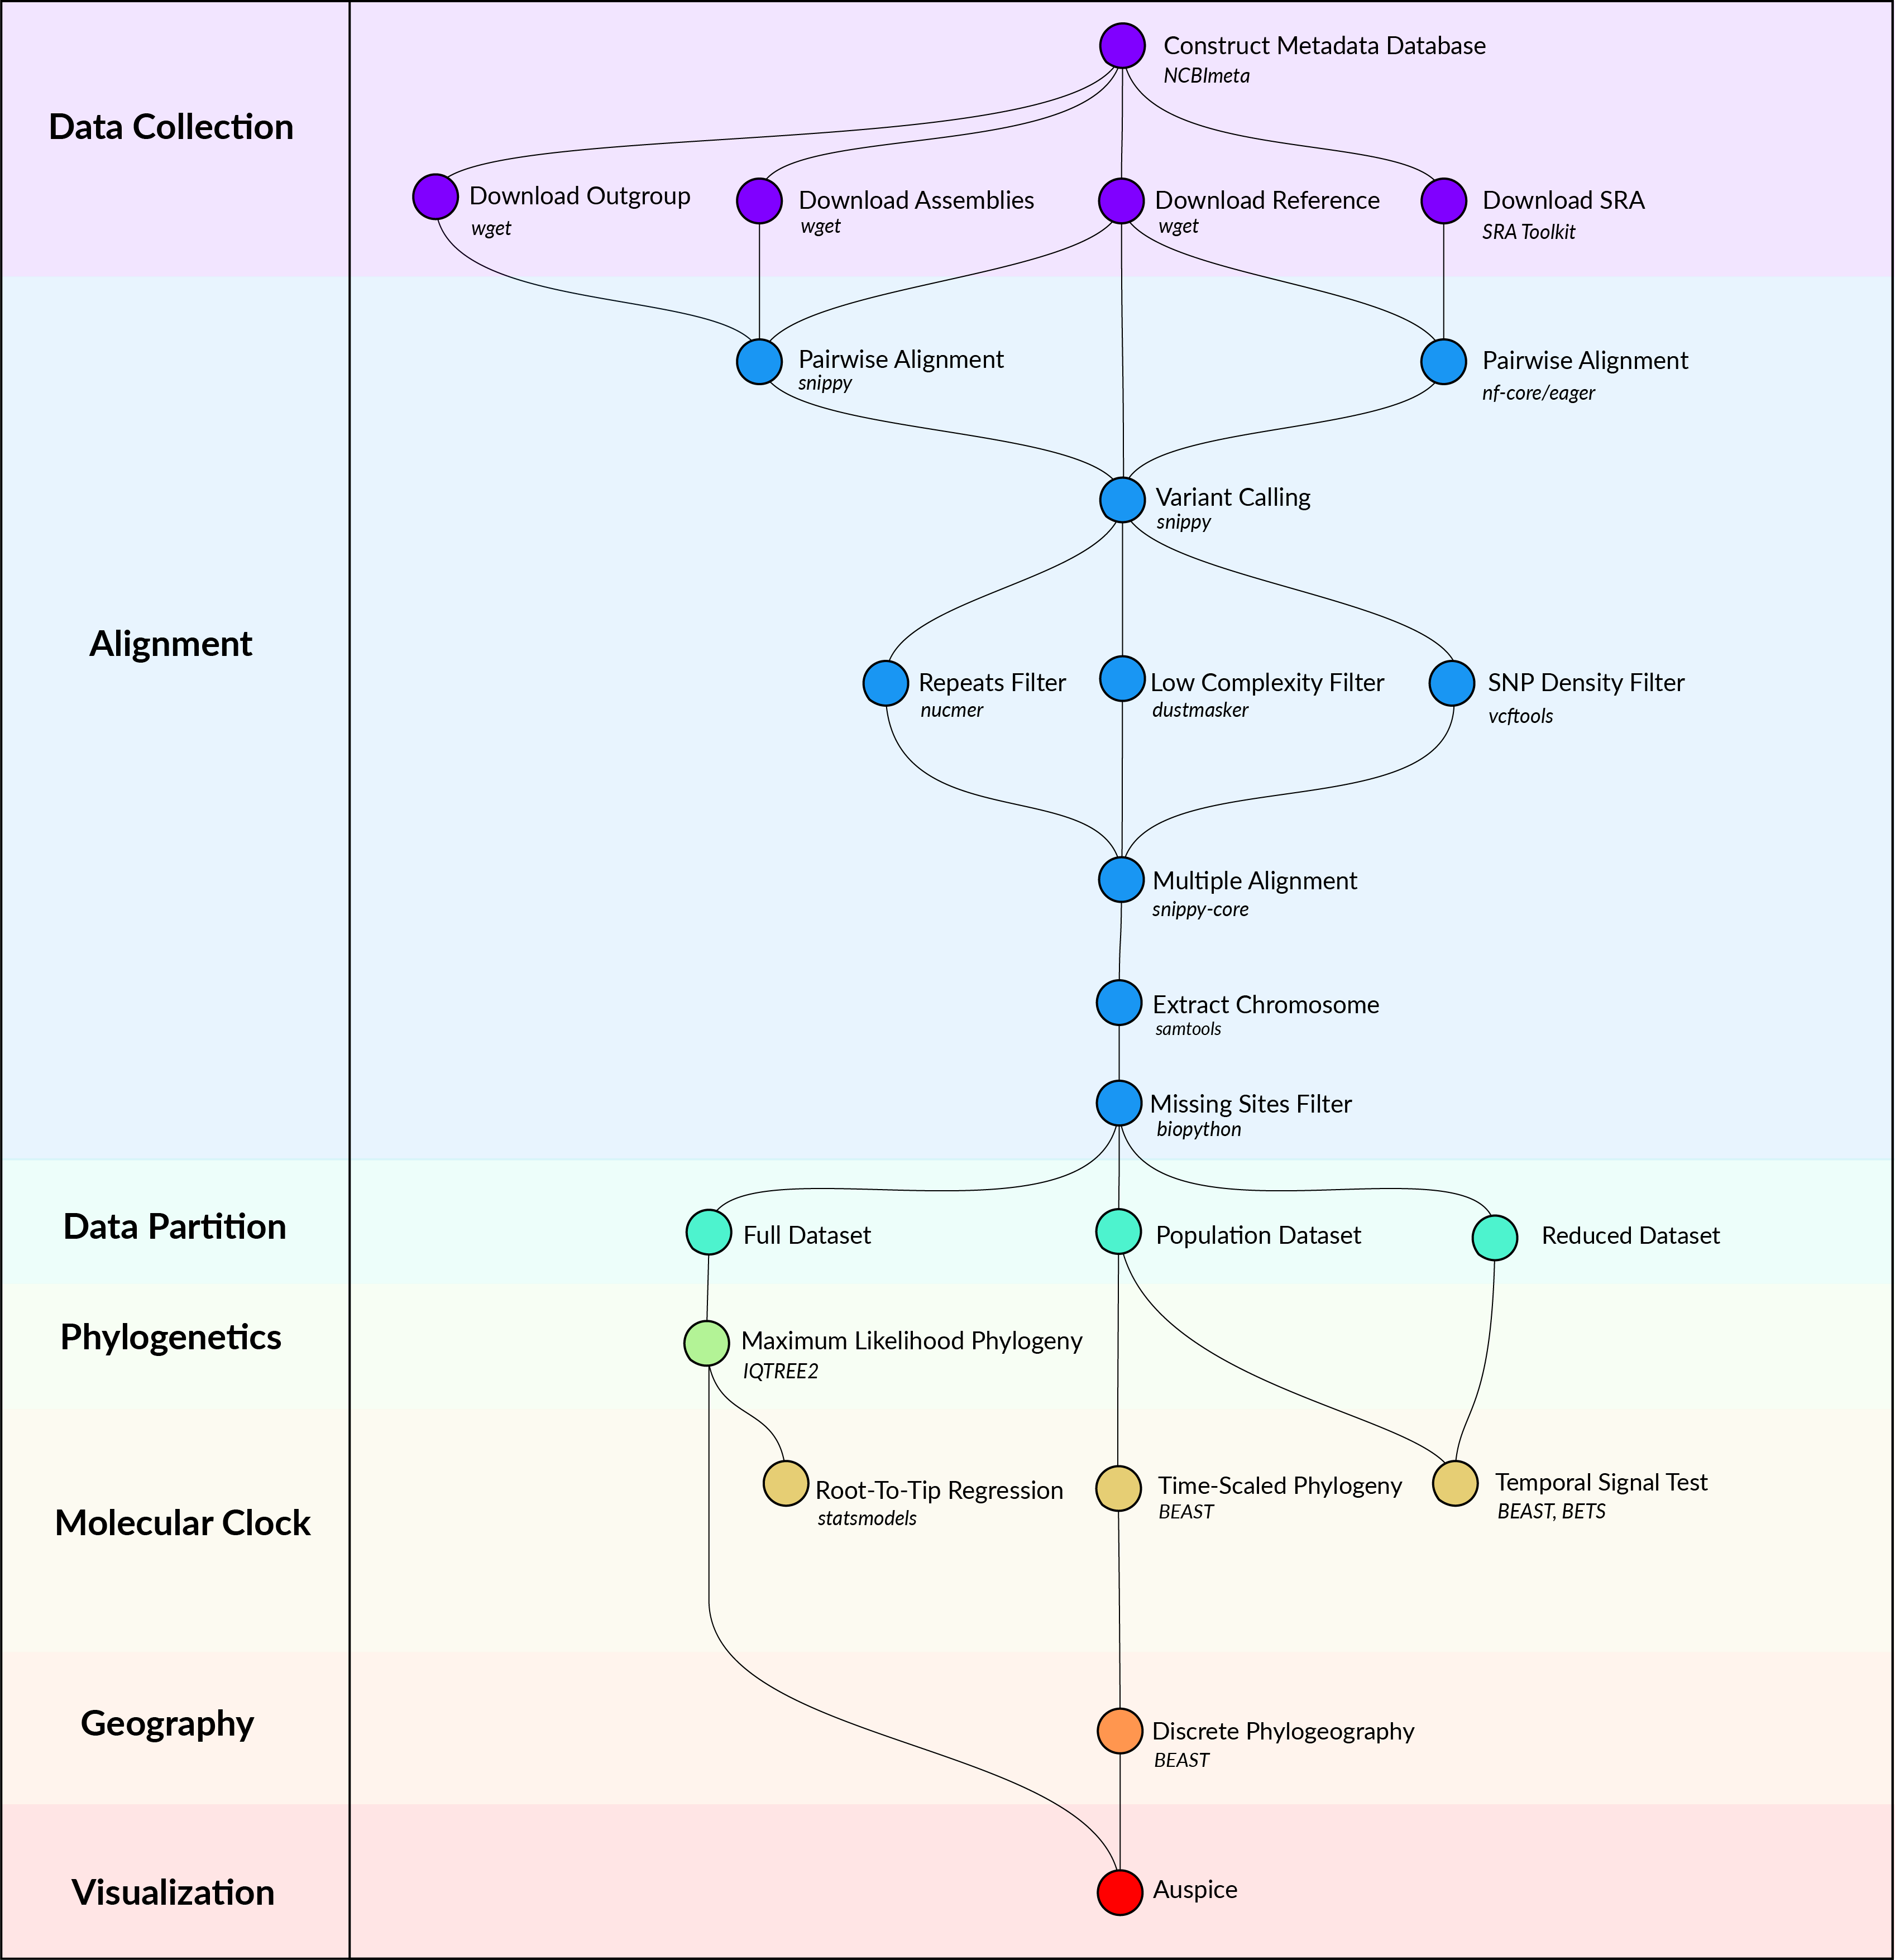 Data Collection
Construct Metadata Database
NCBImeta
Download Outgroup
wget
Download Assemblies
wget
Download Reference
wget
Download SRA
SRA Toolkit
Alignment
Pairwise Alignment
snippy
Pairwise Alignment
nf-core/eager
Variant Calling
snippy
Repeats Filter
nucmer
Low Complexity Filter
dustmasker
SNP Density Filter
vcftools
Multiple Alignment
snippy-core
Extract Chromosome
samtools
Missing Sites Filter
biopython
Data Partition
Full Dataset
Population Dataset
Reduced Dataset
Phylogenetics
Maximum Likelihood Phylogeny
IQTREE2
Molecular Clock
Root-To-Tip Regression
statsmodels
Time-Scaled Phylogeny
BEAST
Temporal Signal Test
BEAST, BETS
Geography
Discrete Phylogeography
BEAST
Visualization
Auspice